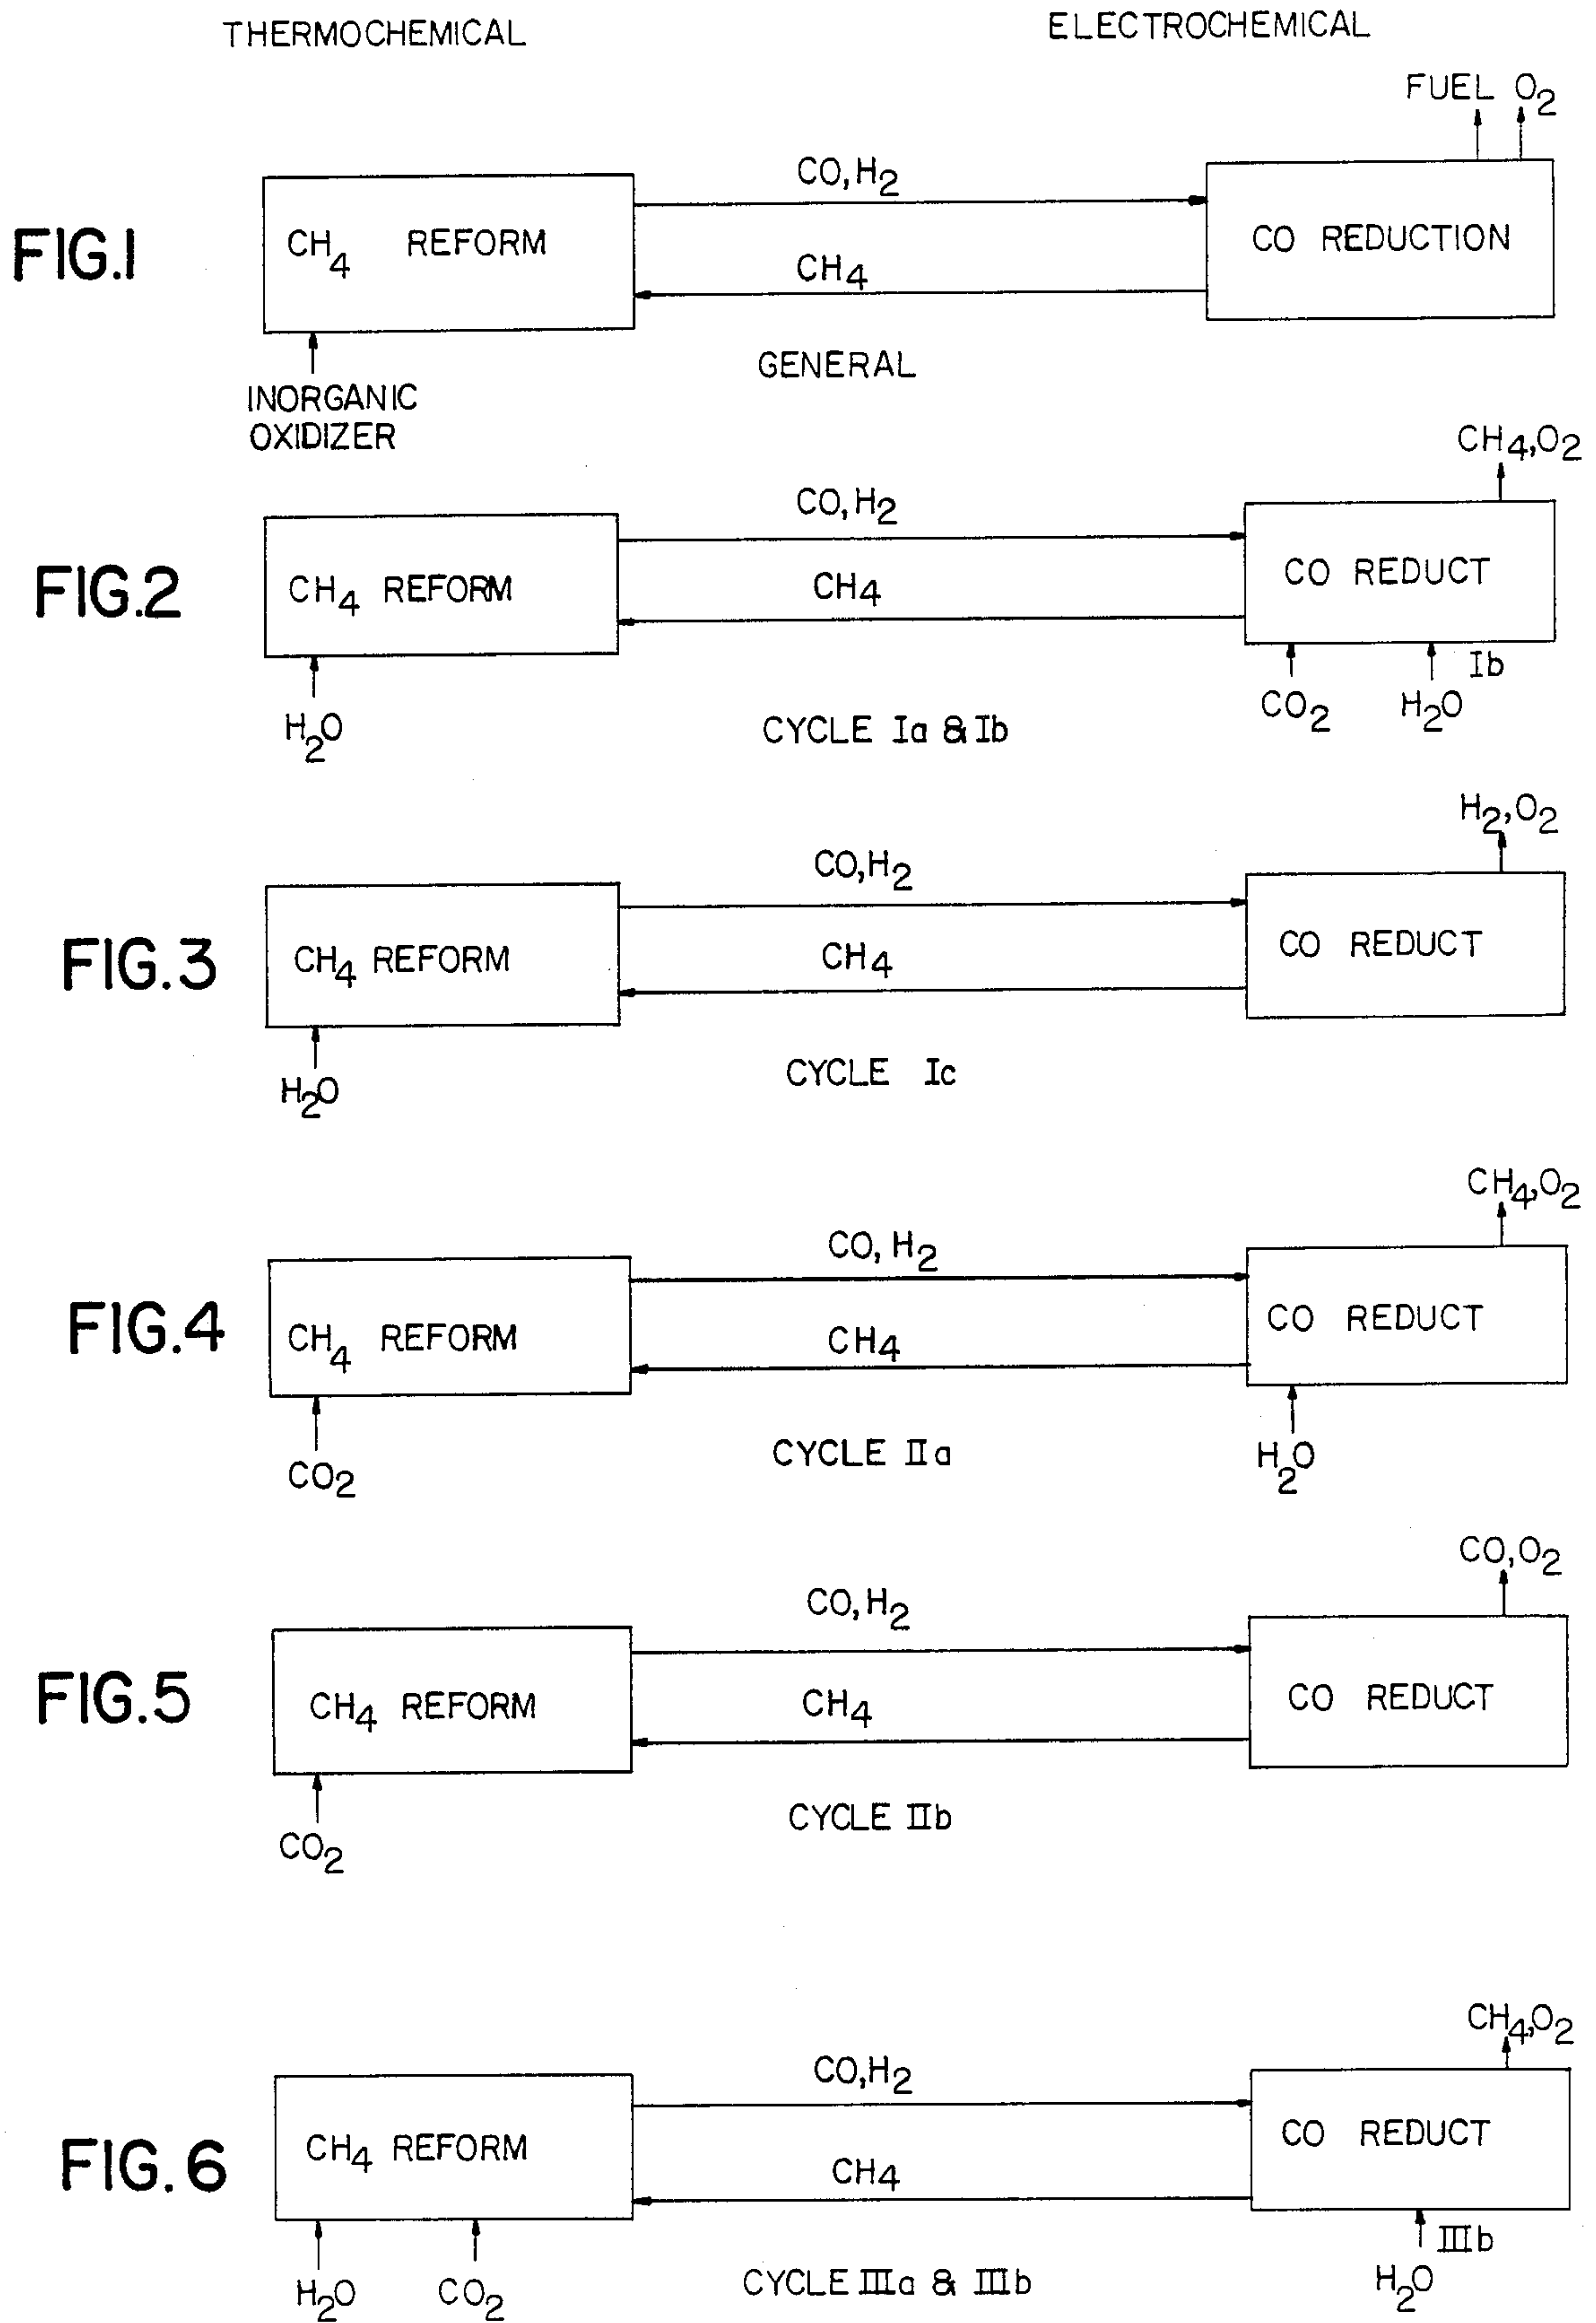 THERMOCHEMICAL ELECTROCHEMICAL
FUEL O2
FIG.1
CH4 REFORM
CO,H2
CH4
CO REDUCTION
INORGANIC
OXIDIZER
GENERAL
CH4,O2
FIG.2
CH4 REFORM
CO,H2
CH4
CO REDUCT
H2O
CO2
H2O
Ib
CYCLE Ia & Ib
H2,O2
FIG.3
CH4 REFORM
CO,H2
CH4
CO REDUCT
H2O
CYCLE Ic
CH4,O2
FIG.4
CH4 REFORM
CO,H2
CH4
CO REDUCT
CO2
H2O
CYCLE IIa
CO,O2
FIG.5
CH4 REFORM
CO,H2
CH4
CO REDUCT
CO2
CYCLE IIb
CH4,O2
FIG.6
CH4 REFORM
CO,H2
CH4
CO REDUCT
H2O
CO2
IIIb
H2O
CYCLE IIIa & IIIb